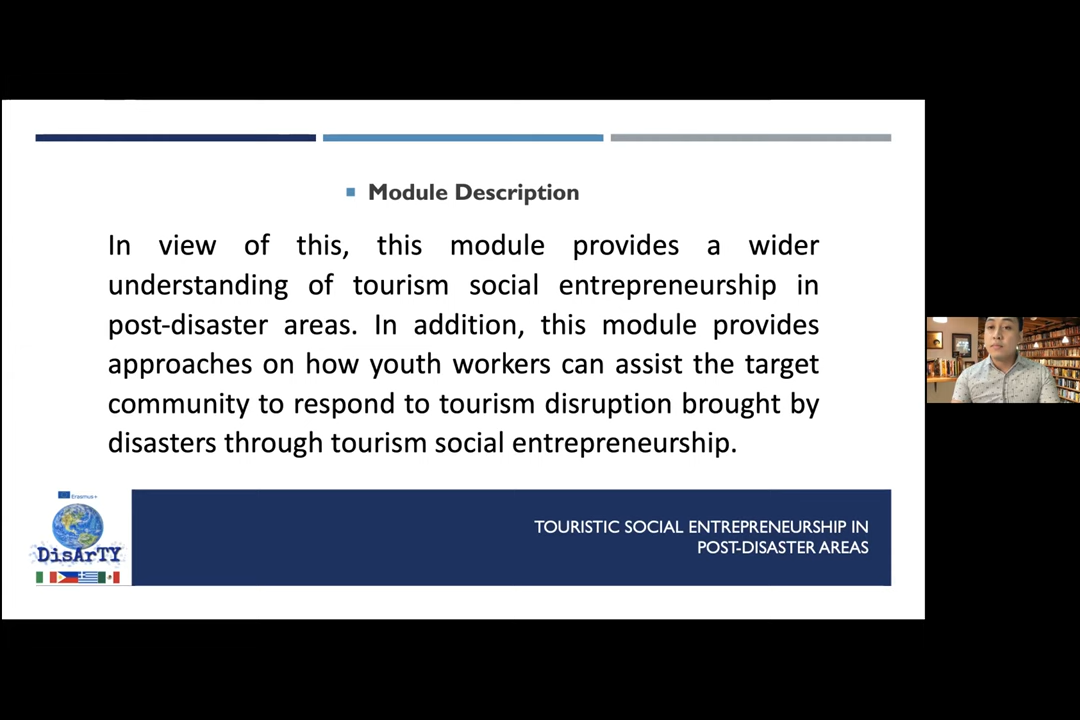 Module Description
In view of this, this module provides a wider
understanding of tourism social entrepreneurship in
post-disaster areas. In addition, this module provides
approaches on how youth workers can assist the target
community to respond to tourism disruption brought by
disasters through tourism social entrepreneurship.
Erasmus+
DisArTY
TOURISTIC SOCIAL ENTREPRENEURSHIP IN
POST-DISASTER AREAS